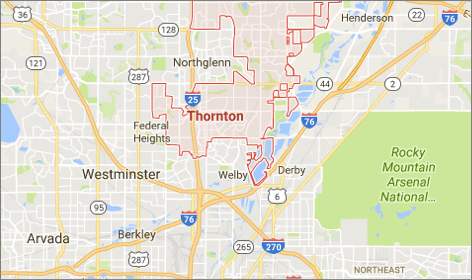 36
Henderson
22
76
128
121
Northglenn
287
44
2
25
Thornton
76
Federal
Heights
287
Rocky
Mountain
Arsenal
National...
Westminster
Welby
Derby
6
95
76
Berkley
Arvada
265
270
NORTHEAST